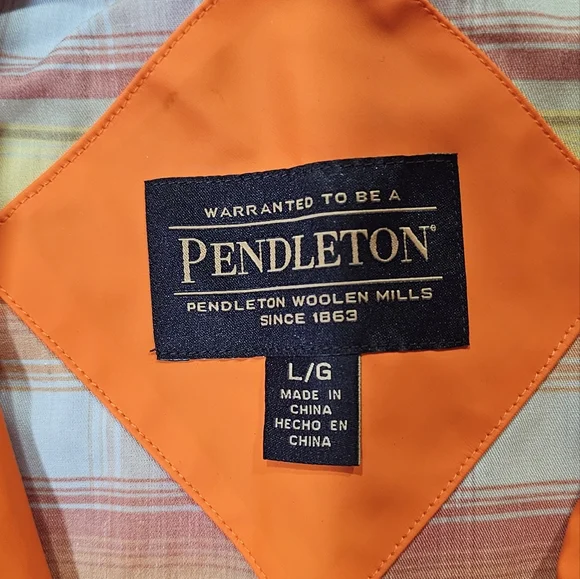 WARRANTED TO BE A
PENDLETON®
PENDLETON WOOLEN MILLS
SINCE 1863
L/G
MADE IN
CHINA
HECHO EN
CHINA